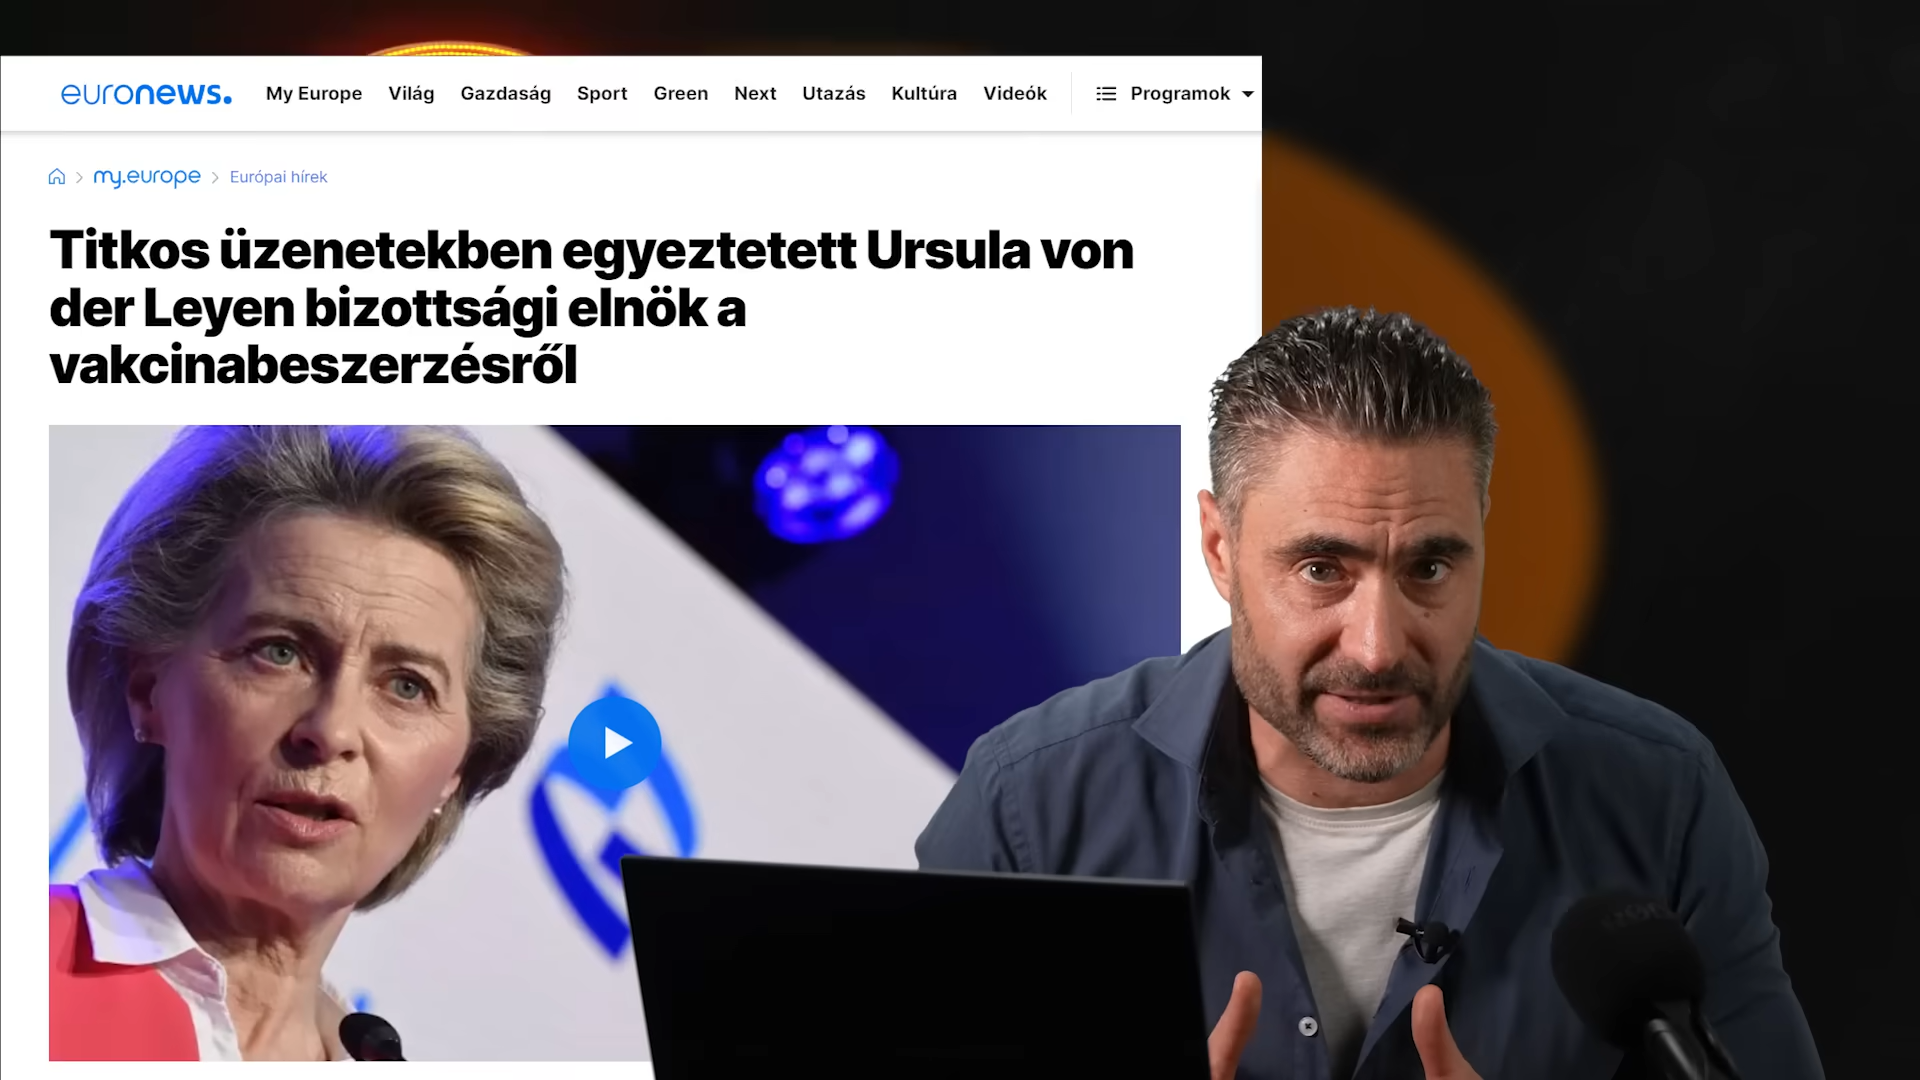 euronews.
My Europe Világ Gazdaság Sport Green Next Utazás Kultúra Videók Programok
my.europe > Európai hírek
Titkos üzenetekben egyeztetett Ursula von
der Leyen bizottsági elnök a
vakcinabeszerzésről